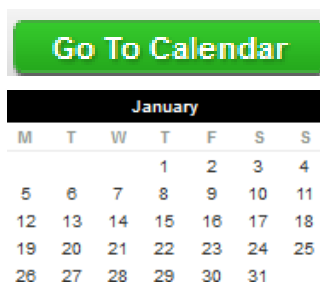 Go To Calendar
January
M T W T F S S
1 2 3 4
5 6 7 8 9 10 11
12 13 14 15 16 17 18
19 20 21 22 23 24 25
26 27 28 29 30 31